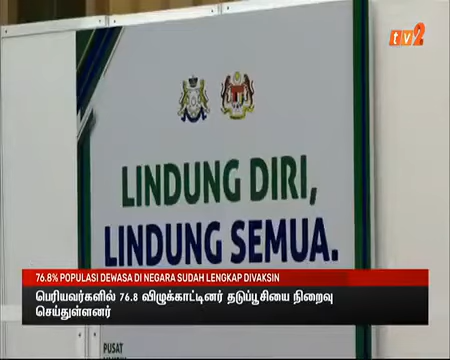 tv2
LINDUNG DIRI,
LINDUNG SEMUA.
76.8% POPULASI DEWASA DI NEGARA SUDAH LENGKAP DIVAKSIN
பெரியவர்களில் 76.8 விழுக்காட்டினர் தடுப்பூசியை நிறைவு
செய்துள்ளனர்
PUSAT